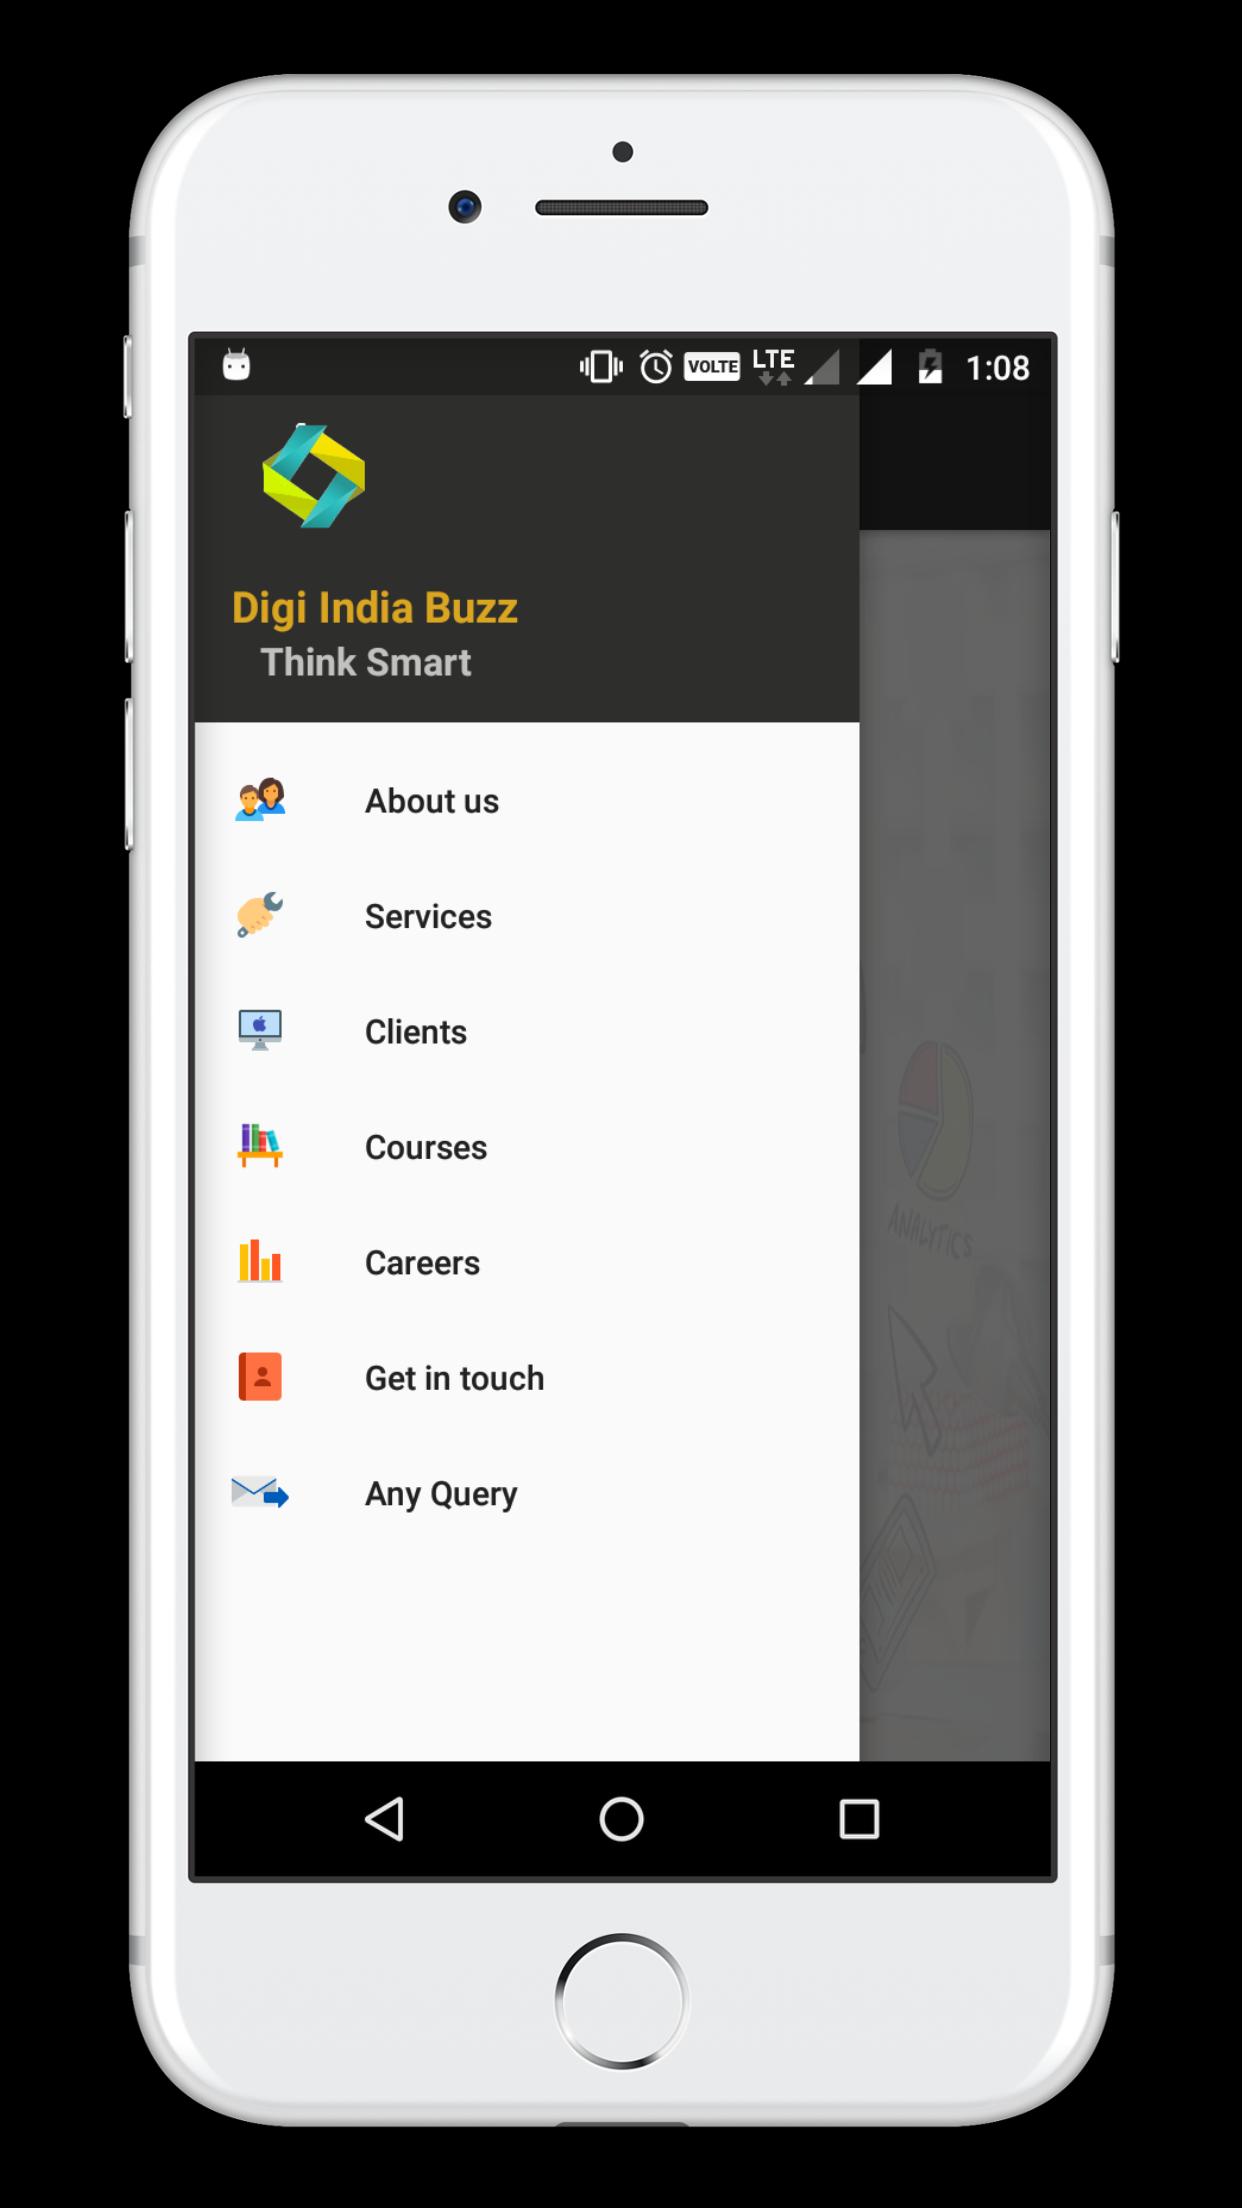 VOLTE LTE 1:08
Digi India Buzz
Think Smart
About us
Services
Clients
Courses
Careers
Get in touch
Any Query
ANALYTICS